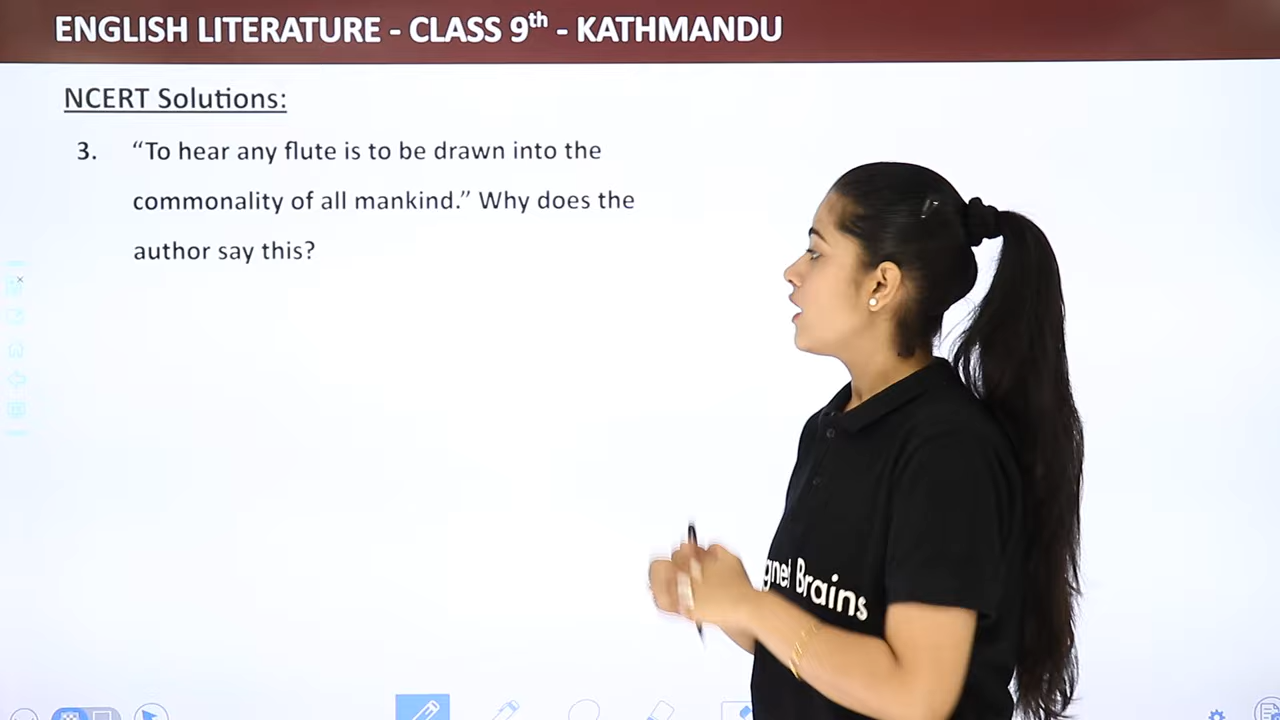 ENGLISH LITERATURE - CLASS 9th - KATHMANDU
NCERT Solutions:
3. “To hear any flute is to be drawn into the
commonality of all mankind.” Why does the
author say this?
gnet Brains